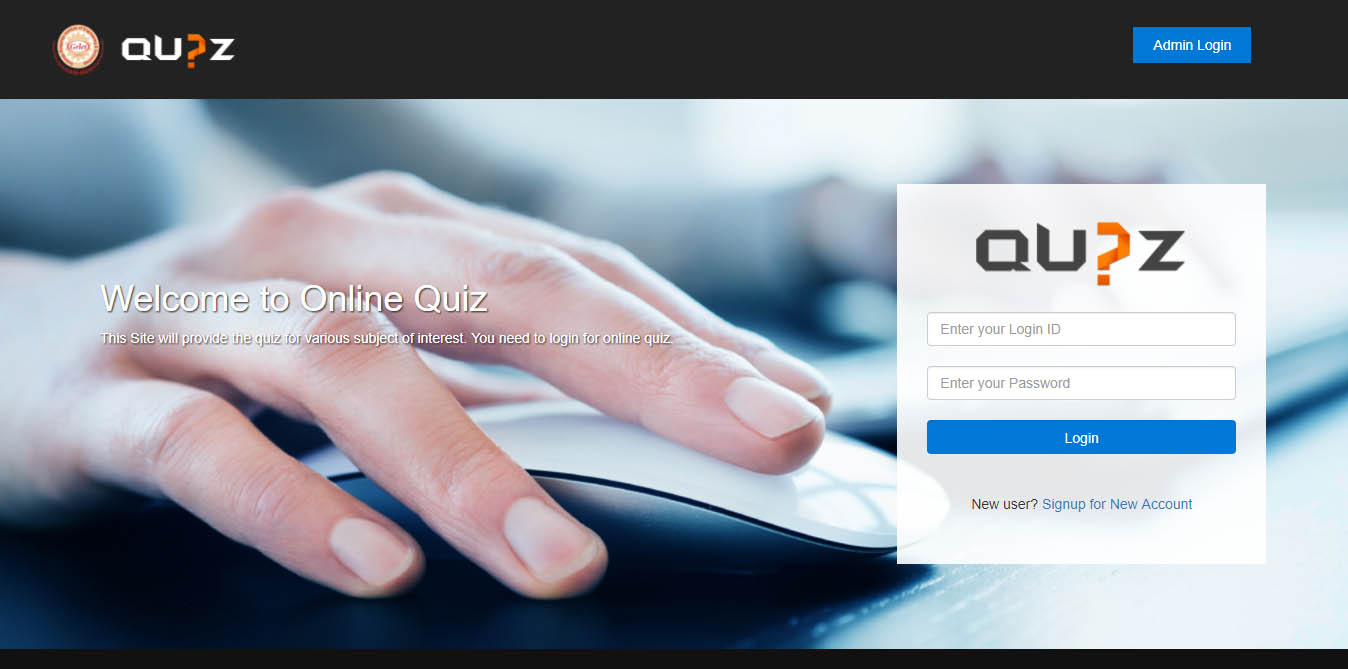 QU?Z
Admin Login
Welcome to Online Quiz
This Site will provide the quiz for various subject of interest. You need to login for online quiz.
QU?Z
Enter your Login ID
Enter your Password
Login
New user? Signup for New Account